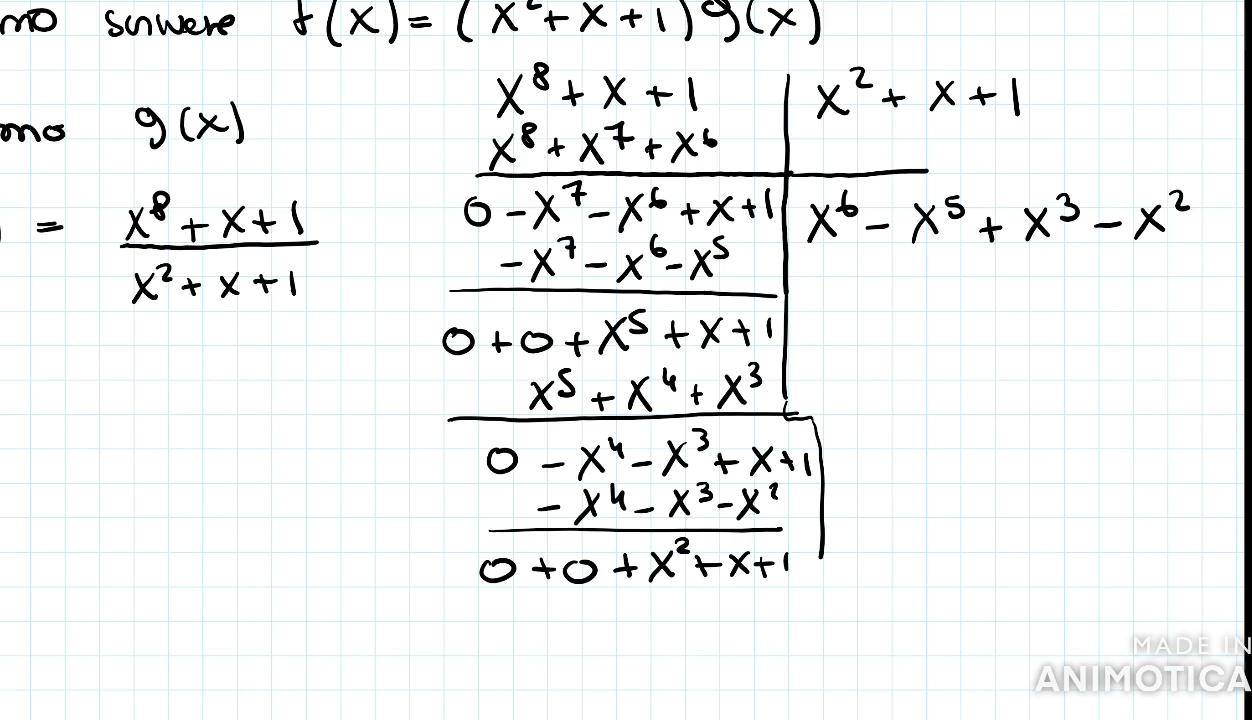 mo scrivere f(x) = (x² + x + 1) g(x)
x⁸ + x + 1 | x² + x + 1
mo g(x)
x⁸ + x⁷ + x⁶
= x⁸ + x + 1
x² + x + 1
0 - x⁷ - x⁶ + x + 1 | x⁶ - x⁵ + x³ - x²
- x⁷ - x⁶ - x⁵
0 + 0 + x⁵ + x + 1
x⁵ + x⁴ + x³
0 - x⁴ - x³ + x + 1
- x⁴ - x³ - x²
0 + 0 + x² + x + 1
MADE IN
ANIMOTICA